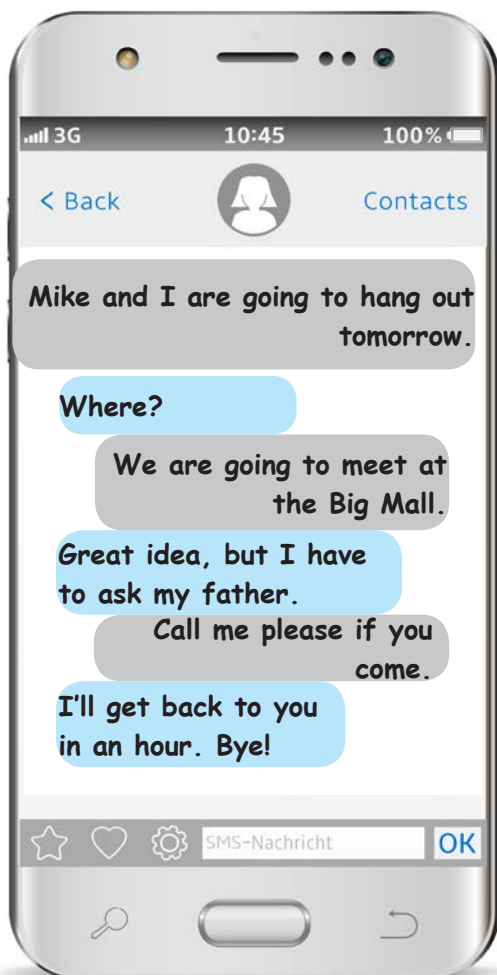 3G 10:45 100%
< Back Contacts
Mike and I are going to hang out
tomorrow.
Where?
We are going to meet at
the Big Mall.
Great idea, but I have
to ask my father.
Call me please if you
come.
I'll get back to you
in an hour. Bye!
SMS-Nachricht OK